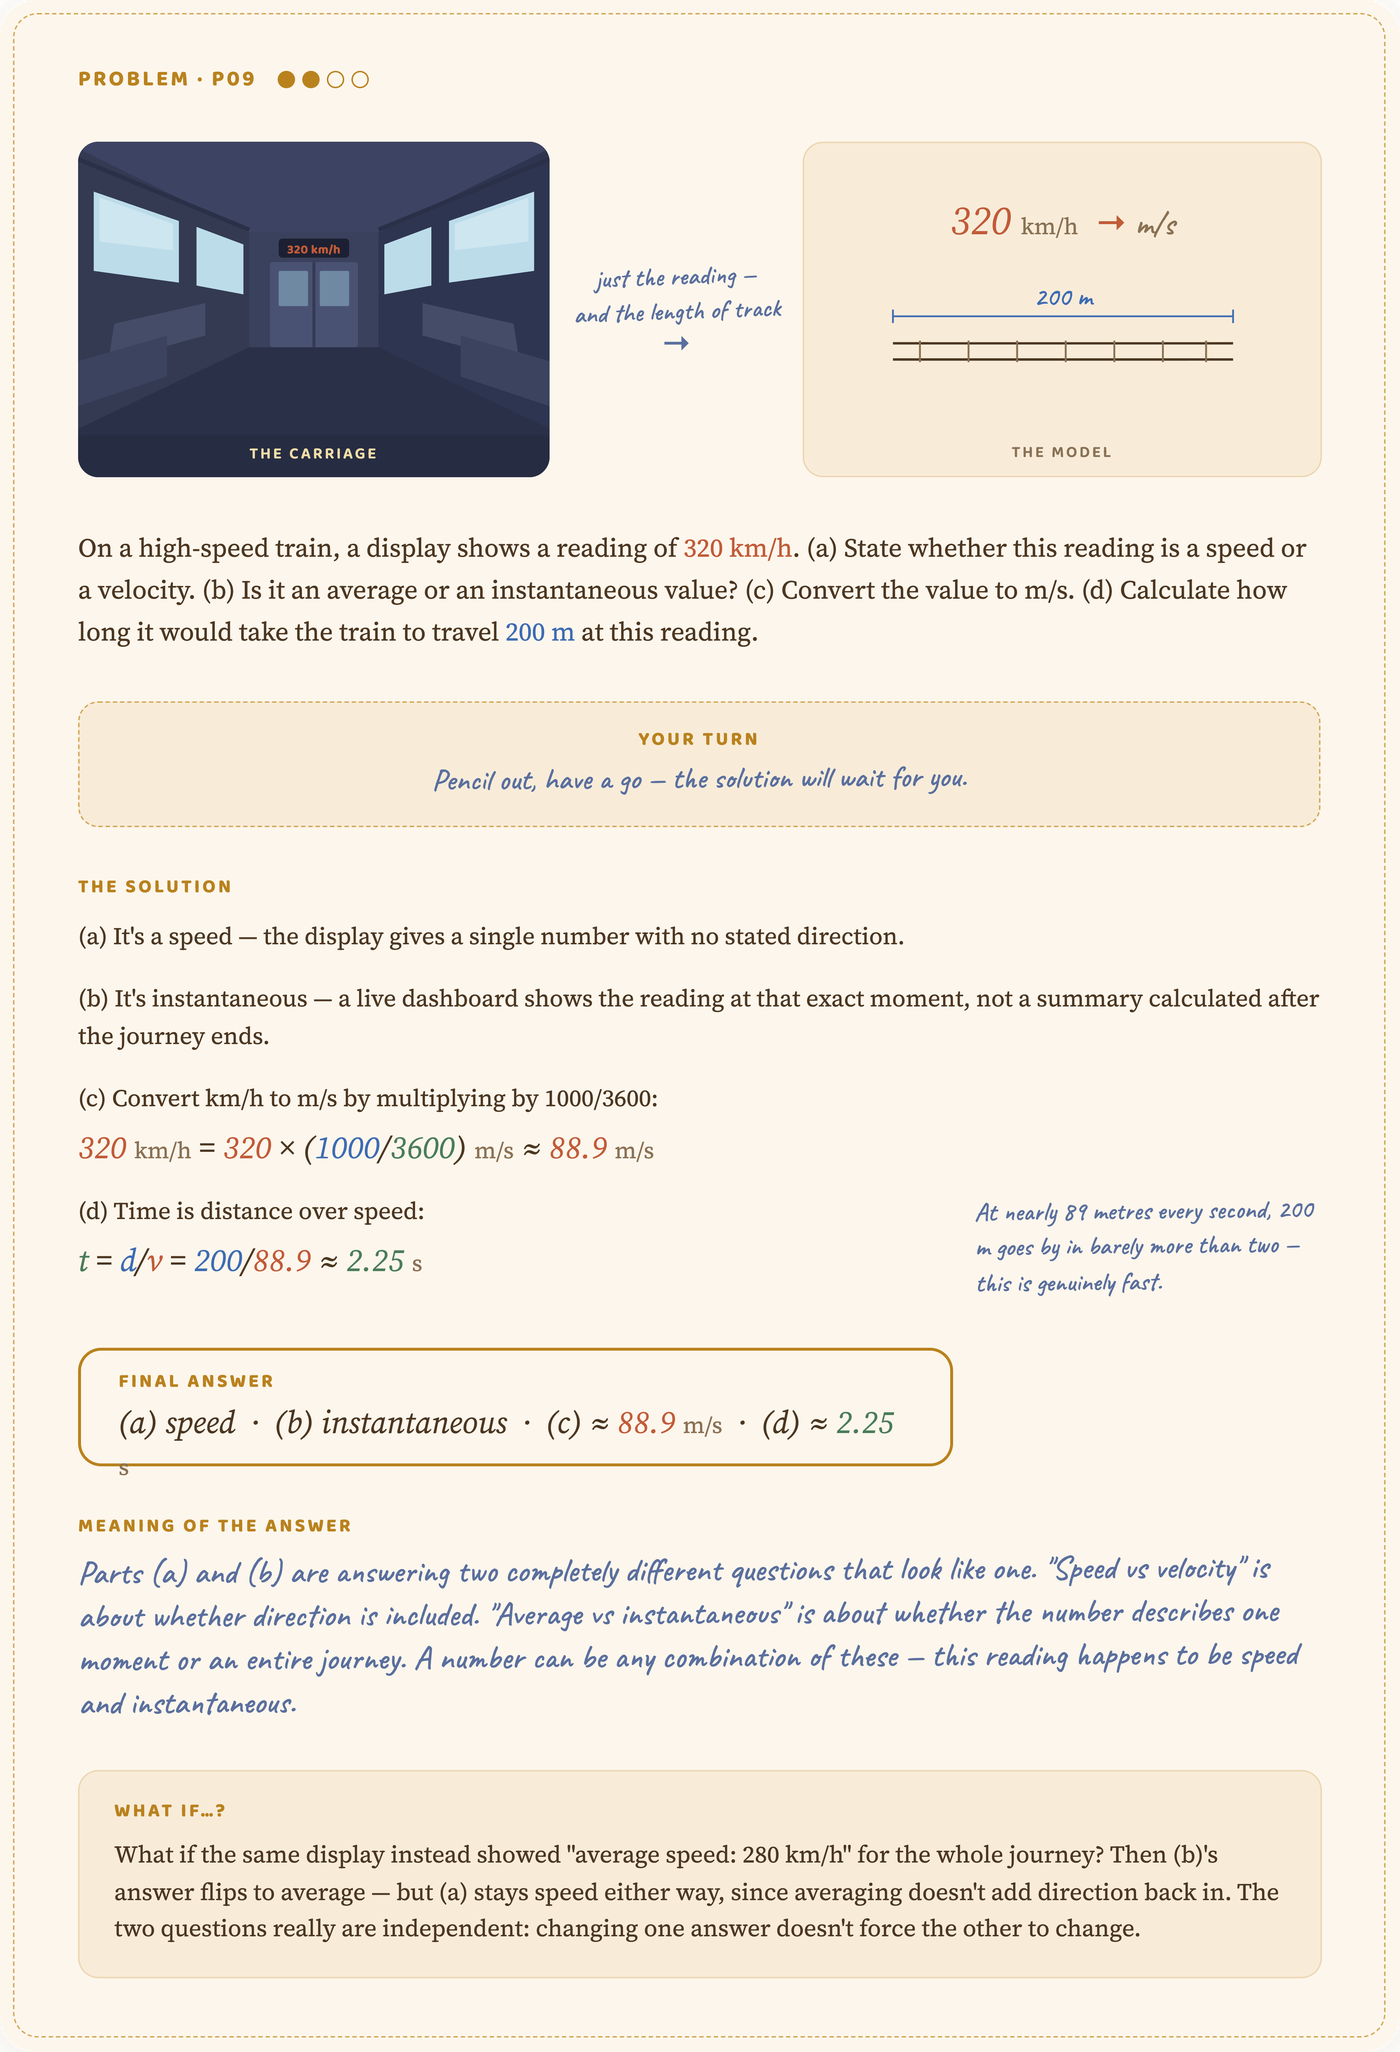 PROBLEM · P09
320 km/h
THE CARRIAGE
just the reading —
and the length of track
→
320 km/h → m/s
200 m
THE MODEL
On a high-speed train, a display shows a reading of 320 km/h. (a) State whether this reading is a speed or
a velocity. (b) Is it an average or an instantaneous value? (c) Convert the value to m/s. (d) Calculate how
long it would take the train to travel 200 m at this reading.
YOUR TURN
Pencil out, have a go — the solution will wait for you.
THE SOLUTION
(a) It's a speed — the display gives a single number with no stated direction.
(b) It's instantaneous — a live dashboard shows the reading at that exact moment, not a summary calculated after
the journey ends.
(c) Convert km/h to m/s by multiplying by 1000/3600:
320 km/h = 320 × (1000/3600) m/s ≈ 88.9 m/s
(d) Time is distance over speed:
t = d/v = 200/88.9 ≈ 2.25 s
At nearly 89 metres every second, 200
m goes by in barely more than two —
this is genuinely fast.
FINAL ANSWER
(a) speed · (b) instantaneous · (c) ≈ 88.9 m/s · (d) ≈ 2.25
s
MEANING OF THE ANSWER
Parts (a) and (b) are answering two completely different questions that look like one. "Speed vs velocity" is
about whether direction is included. "Average vs instantaneous" is about whether the number describes one
moment or an entire journey. A number can be any combination of these — this reading happens to be speed
and instantaneous.
WHAT IF…?
What if the same display instead showed "average speed: 280 km/h" for the whole journey? Then (b)'s
answer flips to average — but (a) stays speed either way, since averaging doesn't add direction back in. The
two questions really are independent: changing one answer doesn't force the other to change.